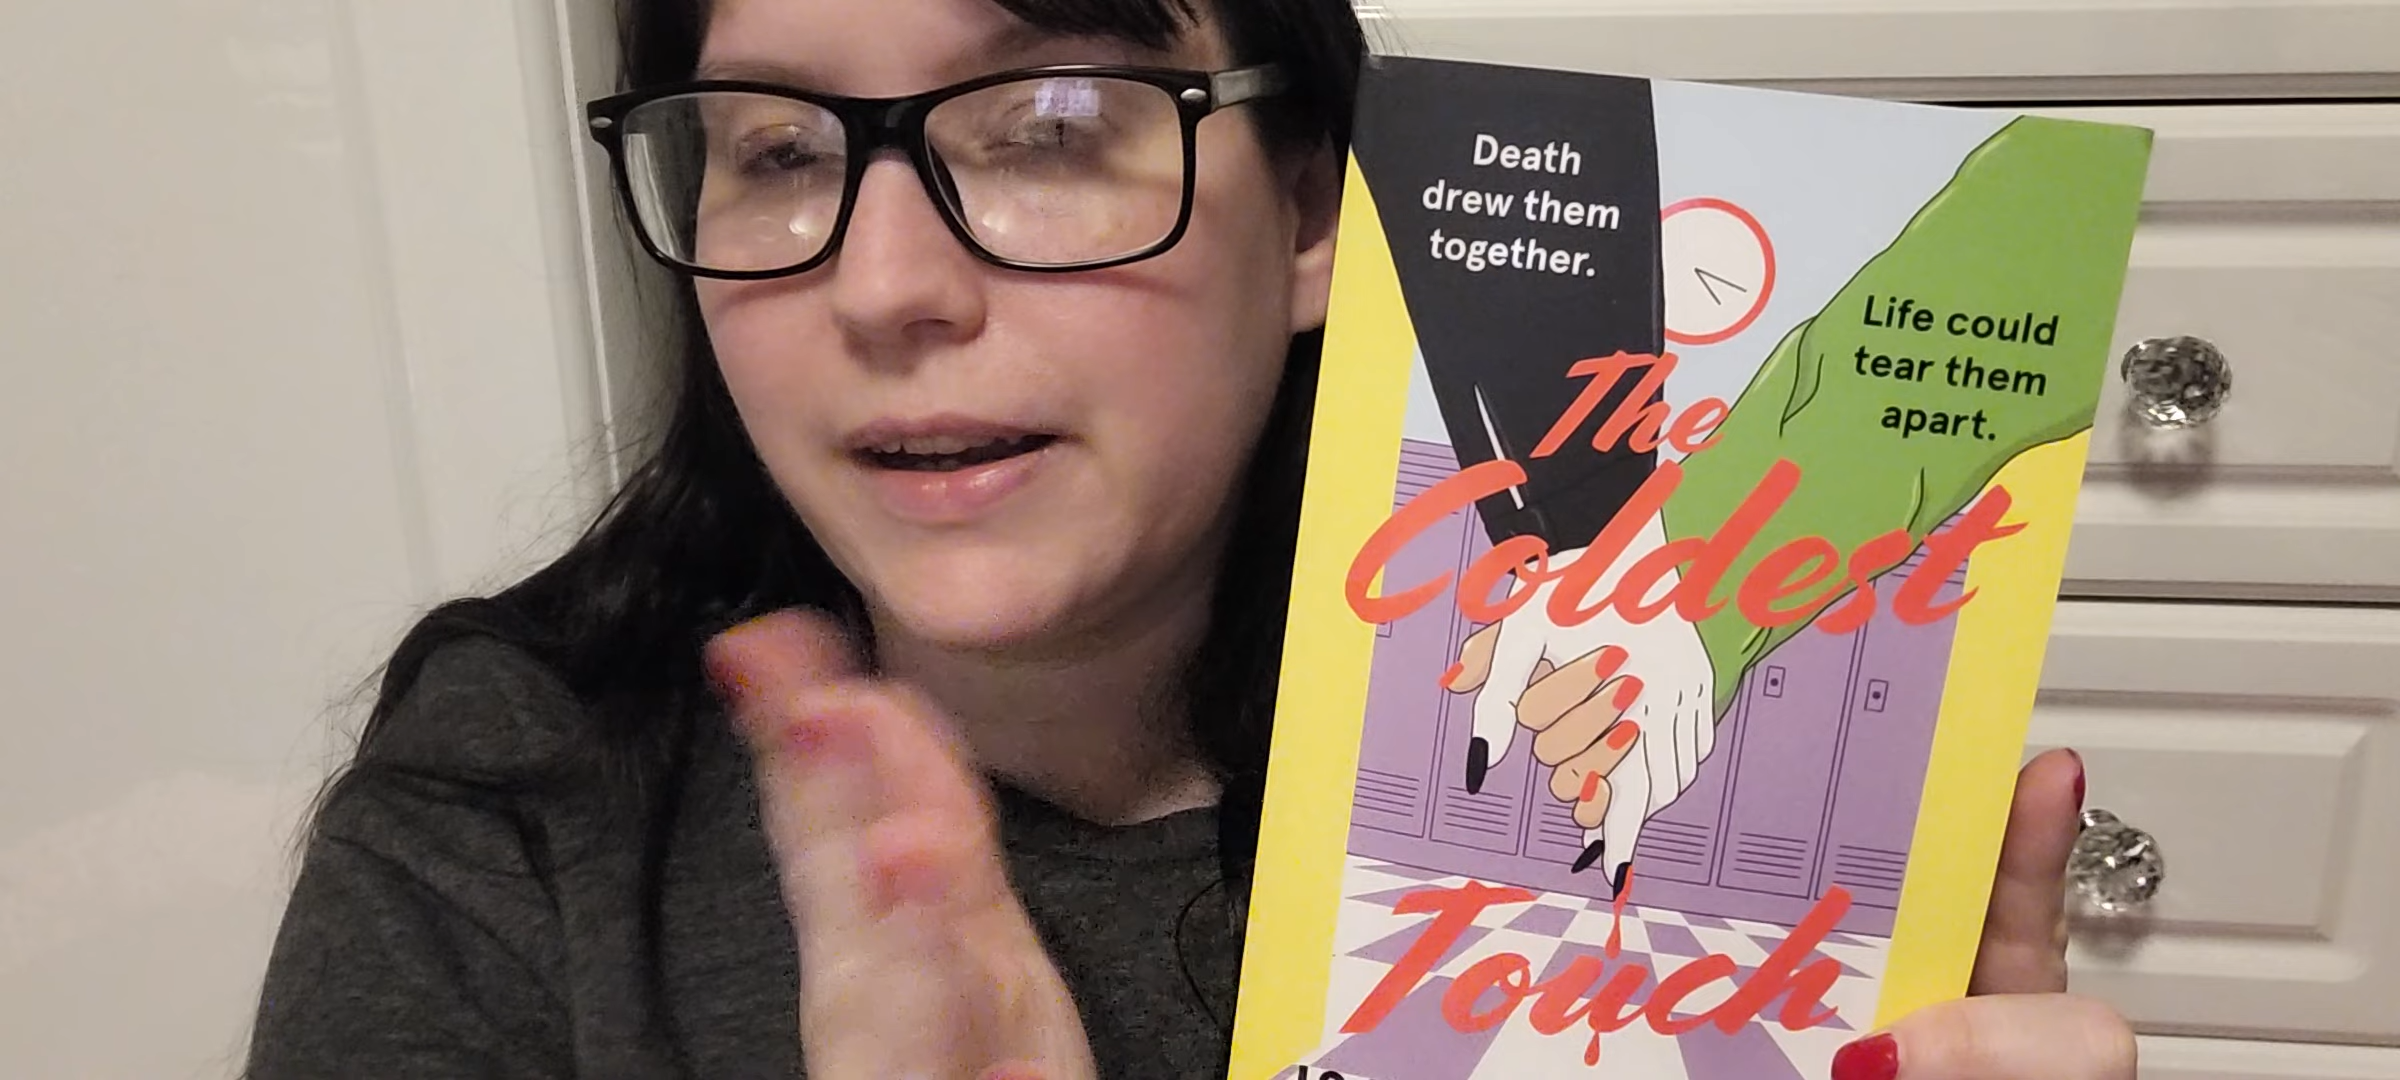 Death
drew them
together.
Life could
tear them
apart.
The
Coldest
Touch